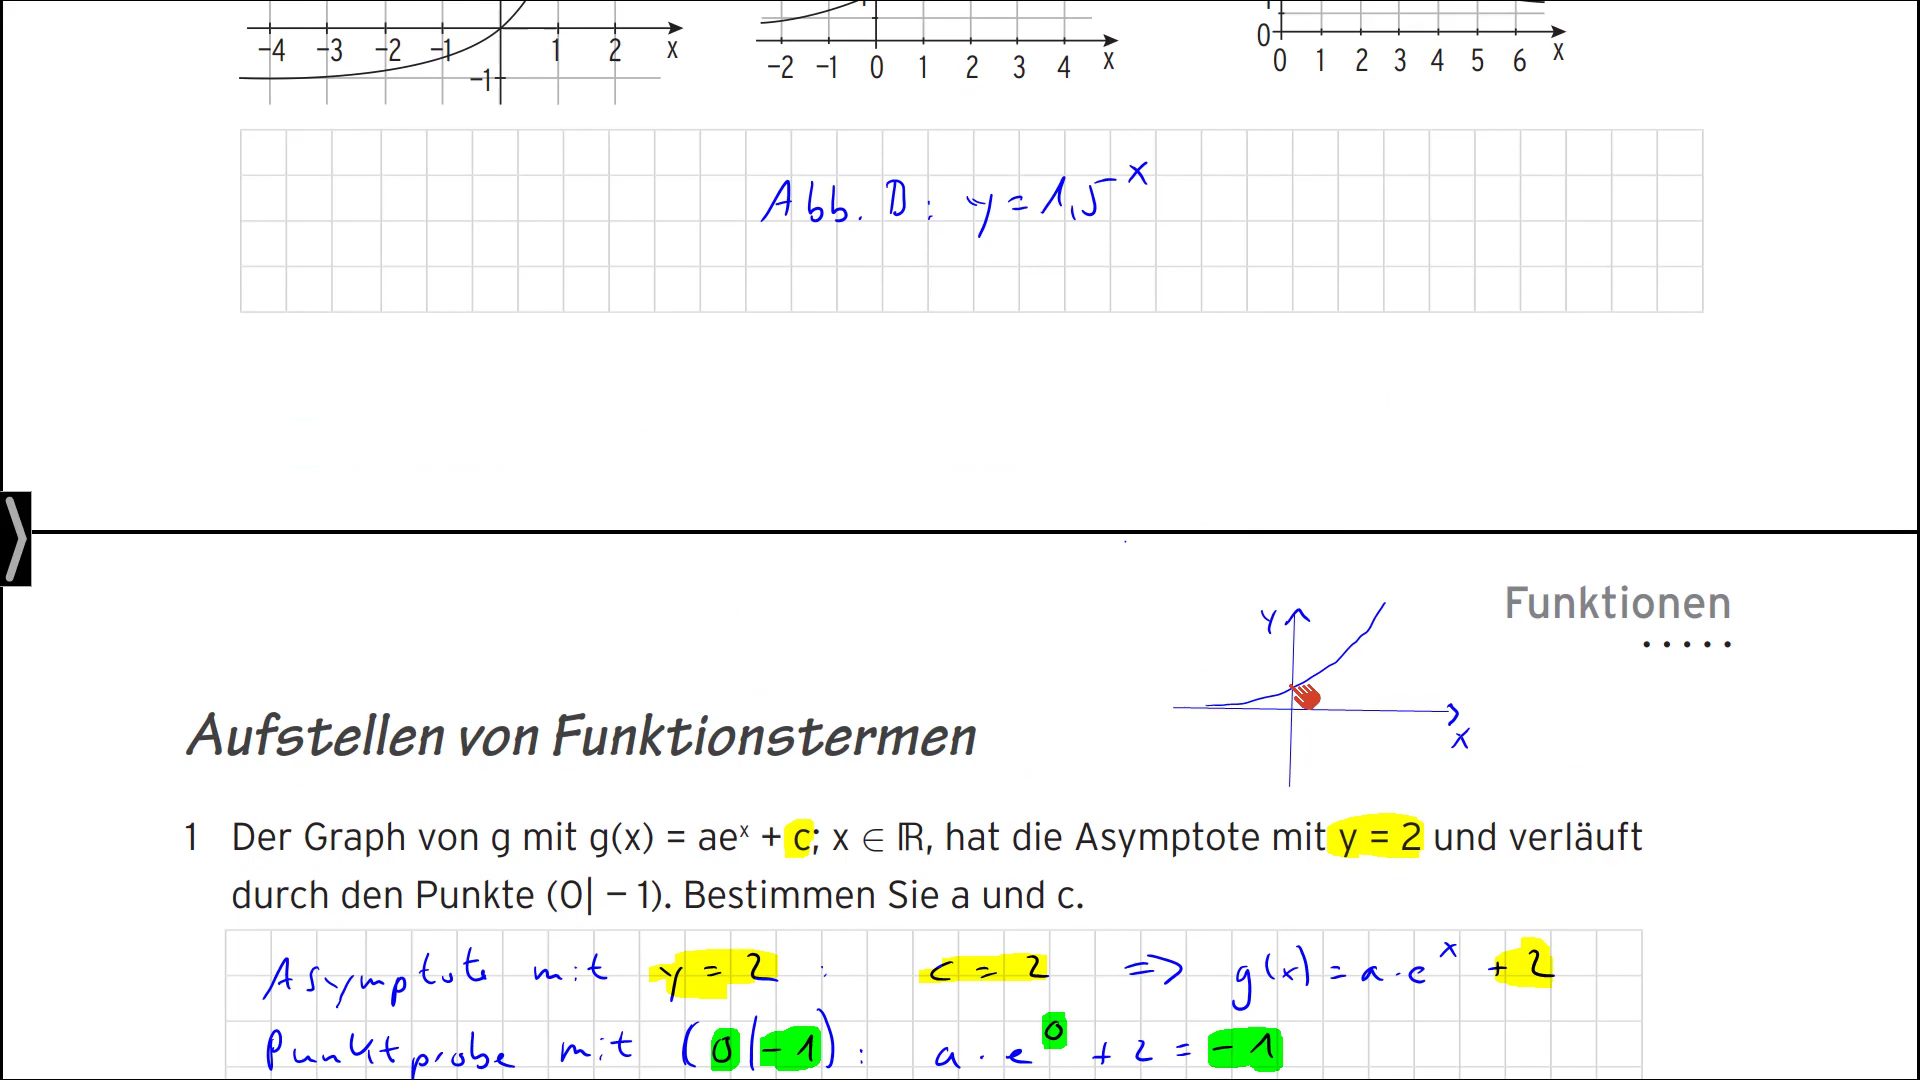 −4 −3 −2 −1 1 2 x
−1
−2 −1 0 1 2 3 4 x
0
0 1 2 3 4 5 6 x
Abb. D: y = 1,5^x
Funktionen
y
x
Aufstellen von Funktionstermen
1 Der Graph von g mit g(x) = ae^x + c; x ∈ ℝ, hat die Asymptote mit y = 2 und verläuft
durch den Punkte (0| − 1). Bestimmen Sie a und c.
Asymptote mit y = 2 : c = 2 => g(x) = a · e^x + 2
Punktprobe mit (0|−1) : a · e^0 + 2 = −1